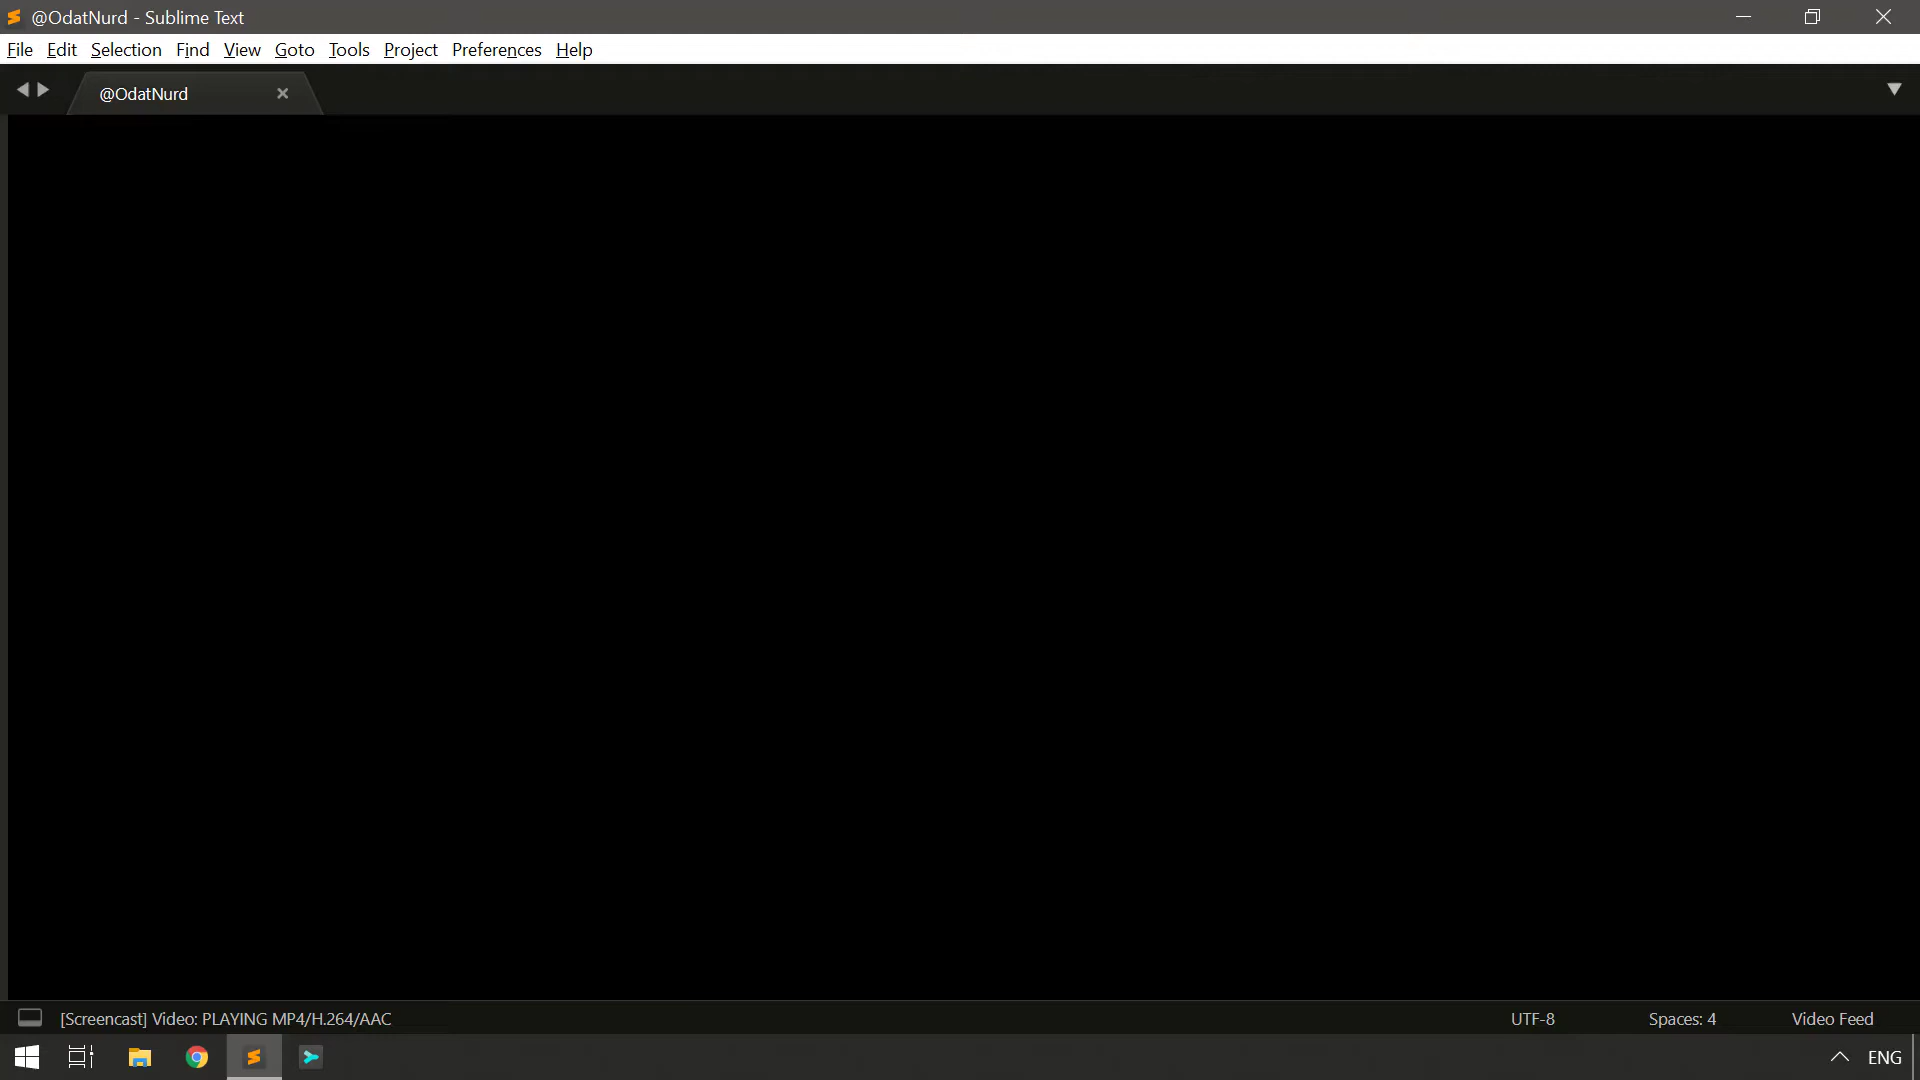 @OdatNurd - Sublime Text
File Edit Selection Find View Goto Tools Project Preferences Help
@OdatNurd
[Screencast] Video: PLAYING MP4/H.264/AAC UTF-8 Spaces: 4 Video Feed
ENG